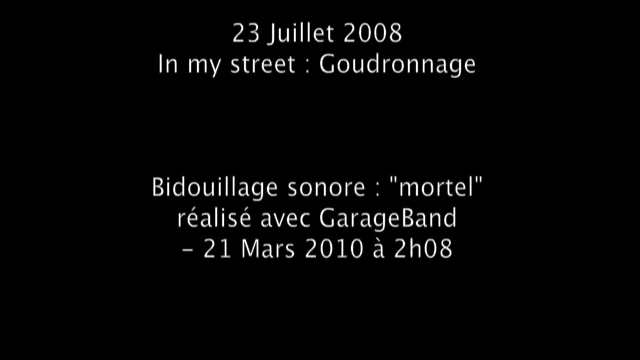 23 Juillet 2008
In my street : Goudronnage
Bidouillage sonore : "mortel"
réalisé avec GarageBand
– 21 Mars 2010 à 2h08